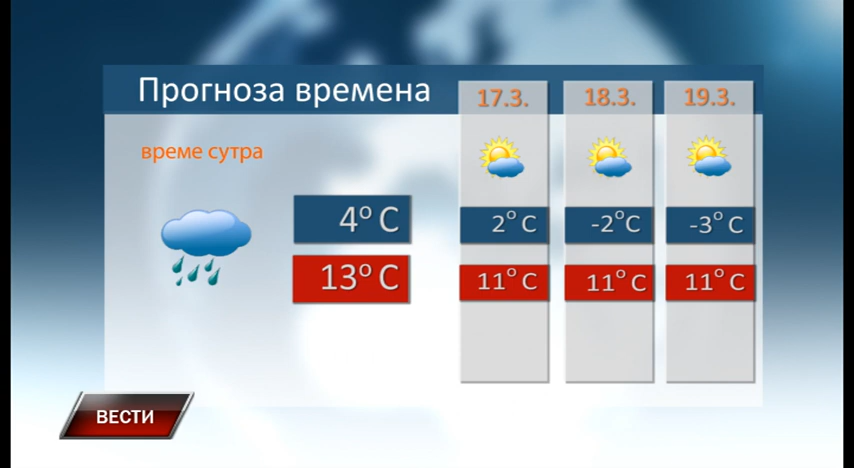 Прогноза времена
време сутра
4° C
13° C
17.3.
2° C
11° C
18.3.
-2°C
11° C
19.3.
-3° C
11° C
ВЕСТИ